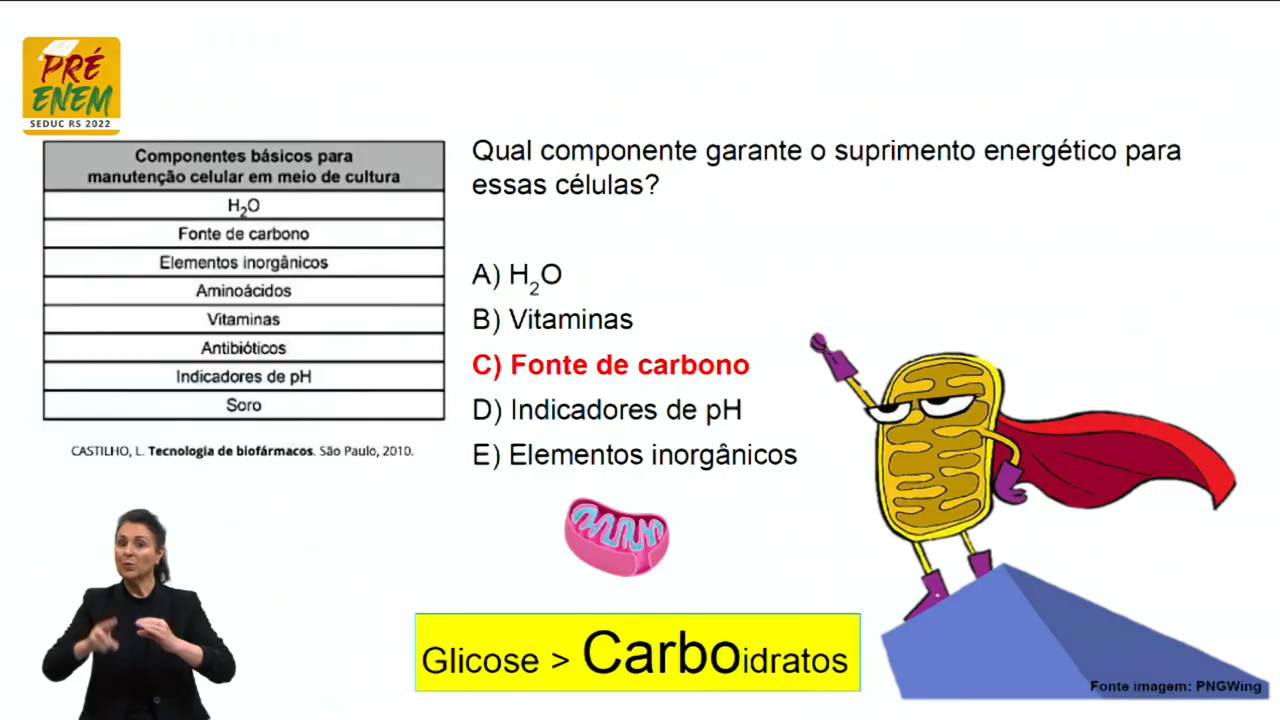 PRÉ
ENEM
SEDUC RS 2022
Componentes básicos para
manutenção celular em meio de cultura
H₂O
Fonte de carbono
Elementos inorgânicos
Aminoácidos
Vitaminas
Antibióticos
Indicadores de pH
Soro
CASTILHO, L. Tecnologia de biofármacos. São Paulo, 2010.
Qual componente garante o suprimento energético para
essas células?
A) H₂O
B) Vitaminas
C) Fonte de carbono
D) Indicadores de pH
E) Elementos inorgânicos
Glicose > Carboidratos
Fonte imagem: PNGWing